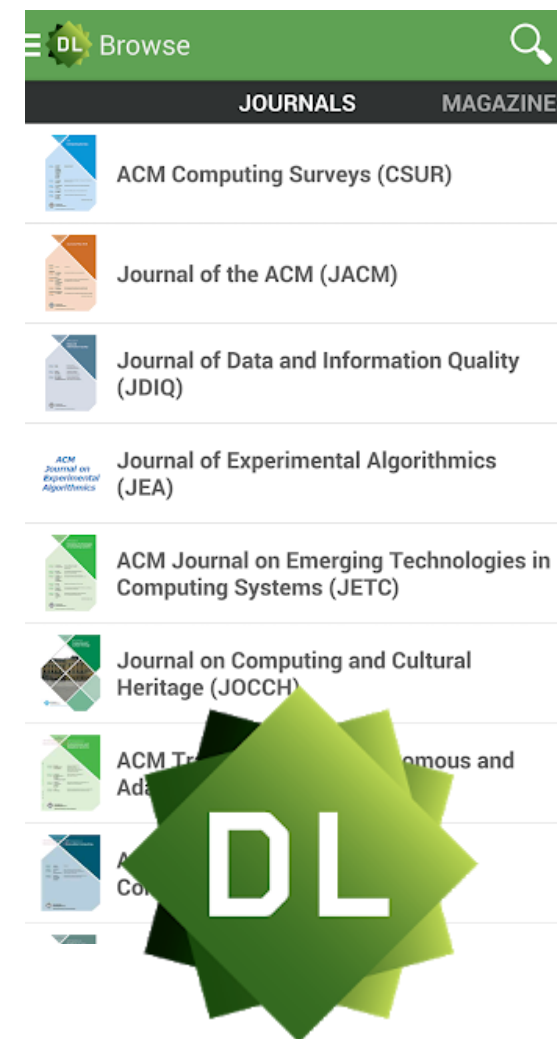 DL Browse
JOURNALS MAGAZINE
ACM Computing Surveys (CSUR)
Journal of the ACM (JACM)
Journal of Data and Information Quality
(JDIQ)
ACM
Journal on
Experimental
Algorithmics
Journal of Experimental Algorithmics
(JEA)
ACM Journal on Emerging Technologies in
Computing Systems (JETC)
Journal on Computing and Cultural
Heritage (JOCCH)
ACM and
DL